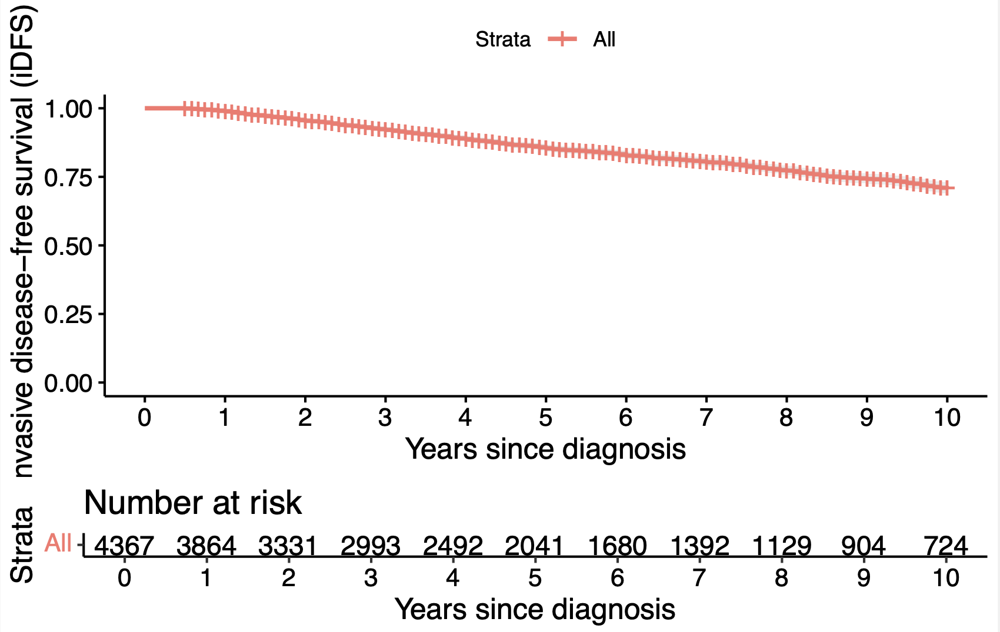 Strata All
nvasive disease–free survival (iDFS)
1.00
0.75
0.50
0.25
0.00
0 1 2 3 4 5 6 7 8 9 10
Years since diagnosis
Number at risk
Strata
All 4367 3864 3331 2993 2492 2041 1680 1392 1129 904 724
0 1 2 3 4 5 6 7 8 9 10
Years since diagnosis